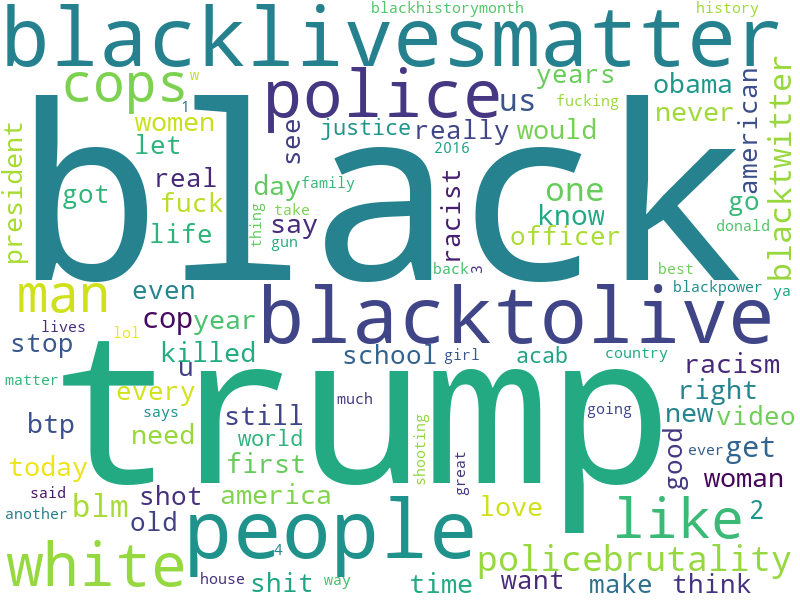 blackhistorymonth
history
blacklivesmatter
cops
w
1
police
us
years
fucking
obama
never
american
blacktwitter
women
let
see
justice
really
would
2016
president
black
got
real
fuck
life
day
family
thing
take
gun
say
racist
one
know
officer
go
donald
back
3
best
blackpower
ya
man
even
cop
year
blacktolive
lives
lol
stop
killed
u
school
girl
acab
country
racism
matter
trump
every
says
much
going
right
new
video
btp
need
still
world
first
shooting
great
good
ever
get
today
said
another
blm
shot
old
america
love
woman
people
like
2
white
4
policebrutality
house
shit
way
time
want
make
think